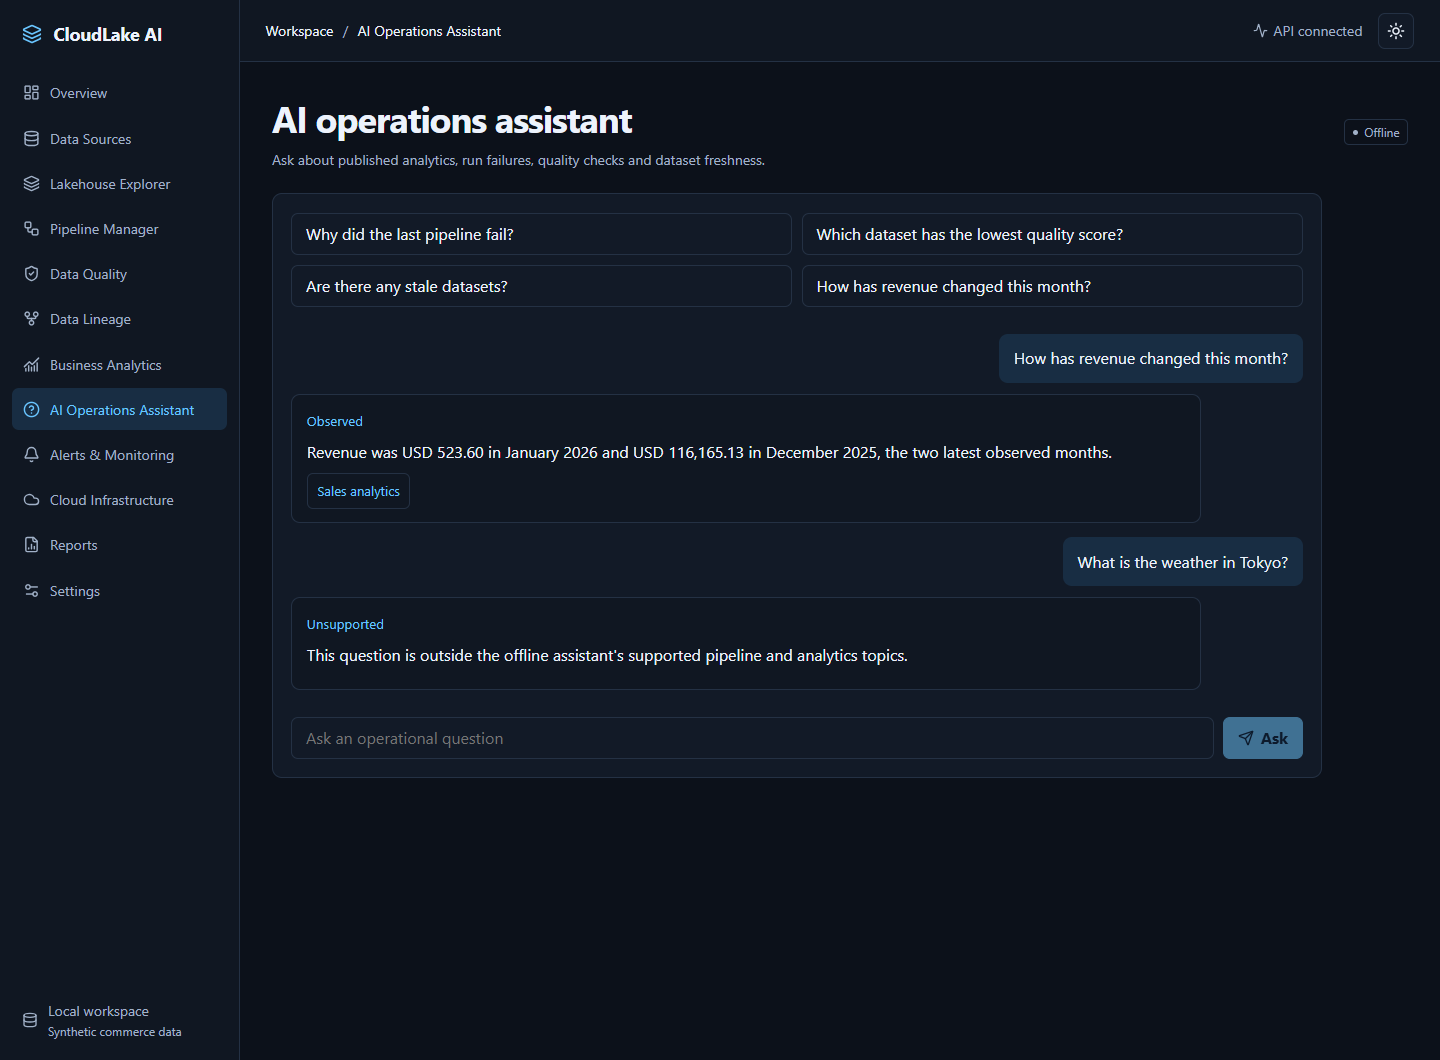 CloudLake AI
Overview
Data Sources
Lakehouse Explorer
Pipeline Manager
Data Quality
Data Lineage
Business Analytics
AI Operations Assistant
Alerts & Monitoring
Cloud Infrastructure
Reports
Settings
Local workspace
Synthetic commerce data
Workspace / AI Operations Assistant
API connected
AI operations assistant
Ask about published analytics, run failures, quality checks and dataset freshness.
Offline
Why did the last pipeline fail?
Which dataset has the lowest quality score?
Are there any stale datasets?
How has revenue changed this month?
How has revenue changed this month?
Observed
Revenue was USD 523.60 in January 2026 and USD 116,165.13 in December 2025, the two latest observed months.
Sales analytics
What is the weather in Tokyo?
Unsupported
This question is outside the offline assistant's supported pipeline and analytics topics.
Ask an operational question
Ask